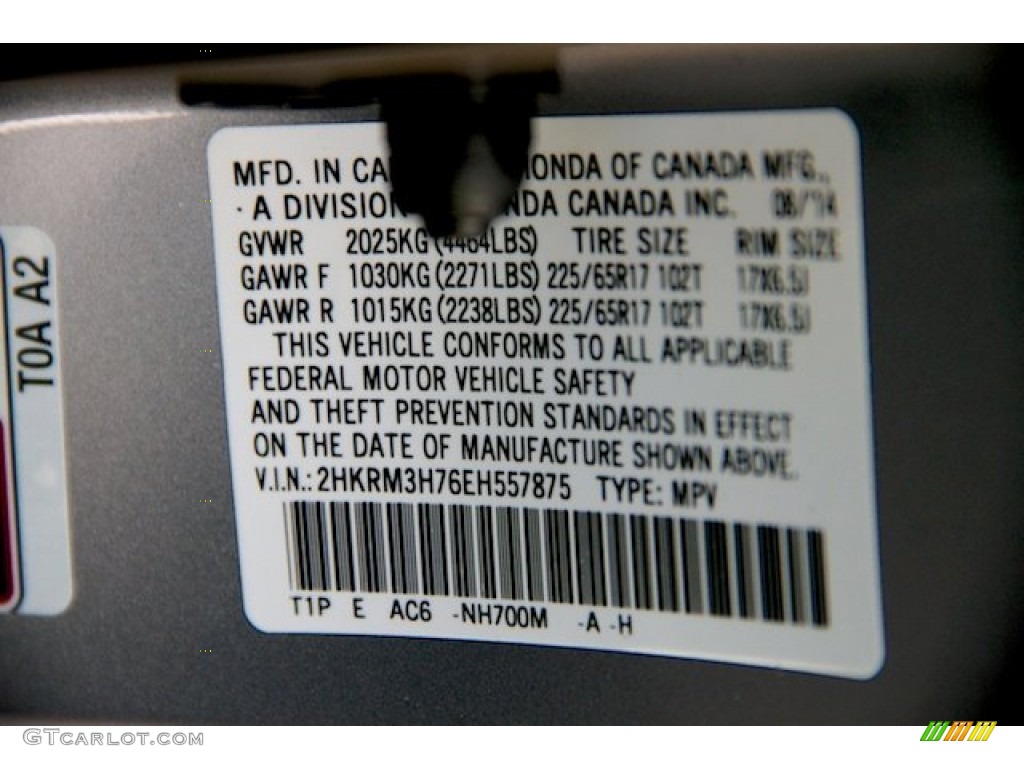 MFD. IN CA ONDA OF CANADA MFG.,
· A DIVISION NDA CANADA INC. 08/'14
GVWR 2025KG (4464LBS) TIRE SIZE RIM SIZE
GAWR F 1030KG (2271LBS) 225/65R17 102T 17X6.5J
GAWR R 1015KG (2238LBS) 225/65R17 102T 17X6.5J
THIS VEHICLE CONFORMS TO ALL APPLICABLE
FEDERAL MOTOR VEHICLE SAFETY
AND THEFT PREVENTION STANDARDS IN EFFECT
ON THE DATE OF MANUFACTURE SHOWN ABOVE.
V.I.N.: 2HKRM3H76EH557875 TYPE: MPV
T1P E AC6 -NH700M -A -H
T0A A2
GTCARLOT.COM